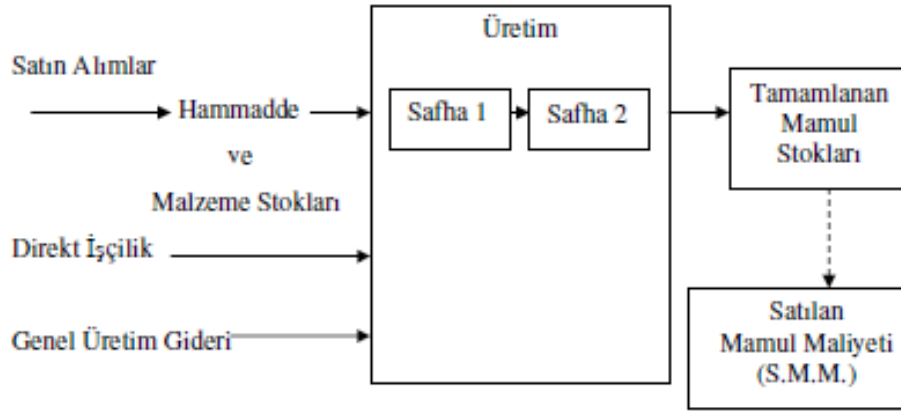 Üretim
Satın Alımlar
Hammadde
ve
Malzeme Stokları
Direkt İşçilik
Genel Üretim Gideri
Safha 1
Safha 2
Tamamlanan
Mamul
Stokları
Satılan
Mamul Maliyeti
(S.M.M.)